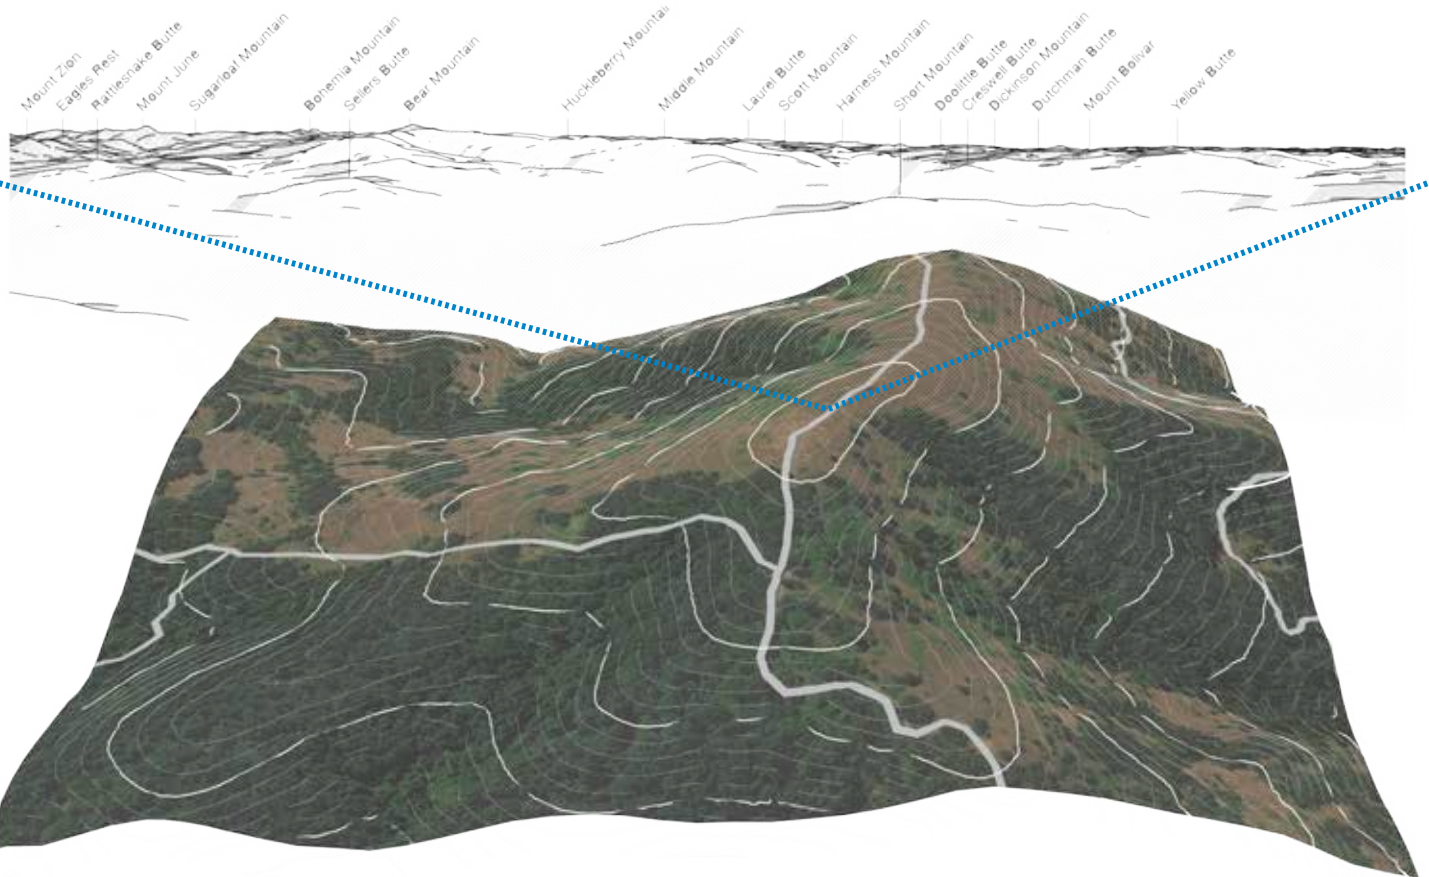 Mount Zion
Eagles Rest
Rattlesnake Butte
Mount June
Sugarloaf Mountain
Bohemia Mountain
Sellers Butte
Bear Mountain
Huckleberry Mountain
Middle Mountain
Laurel Butte
Scott Mountain
Harness Mountain
Short Mountain
Doolittle Butte
Creswell Butte
Dickinson Mountain
Dutchman Butte
Mount Bolivar
Yellow Butte